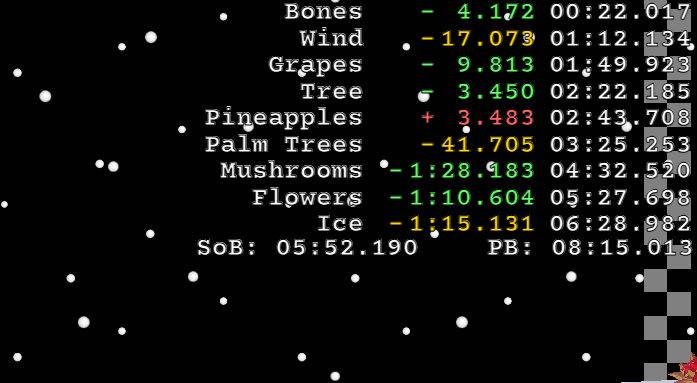 Bones - 4.172 00:22.017
Wind -17.073 01:12.134
Grapes - 9.813 01:49.923
Tree - 3.450 02:22.185
Pineapples + 3.483 02:43.708
Palm Trees -41.705 03:25.253
Mushrooms -1:28.183 04:32.520
Flowers -1:10.604 05:27.698
Ice -1:15.131 06:28.982
SoB: 05:52.190 PB: 08:15.013